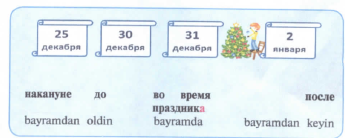 25 декабря
30 декабря
31 декабря
2 января
накануне до во время праздника после
bayramdan oldin bayramda bayramdan keyin